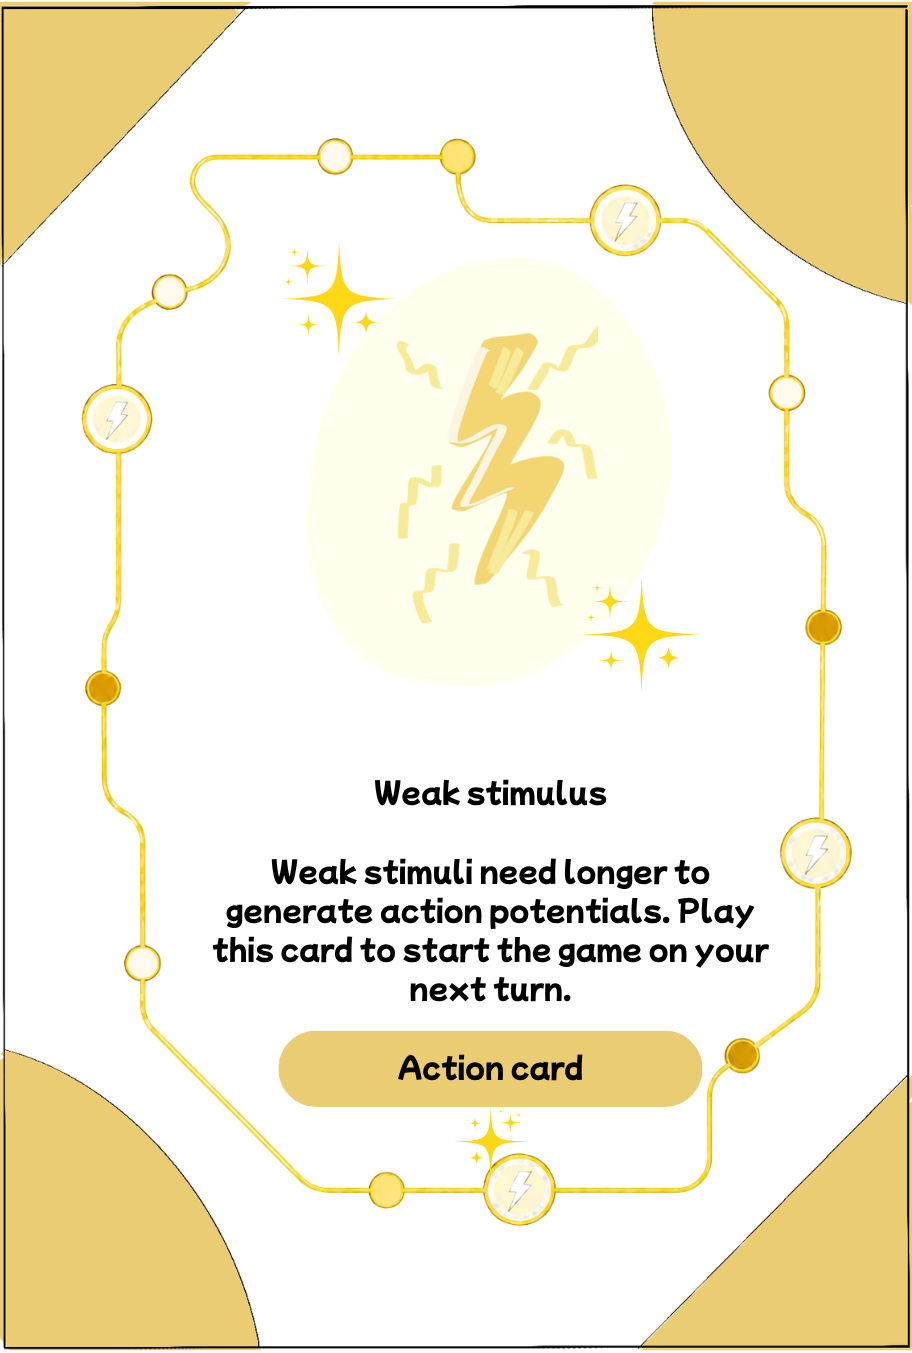 Weak stimulus
Weak stimuli need longer to
generate action potentials. Play
this card to start the game on your
next turn.
Action card